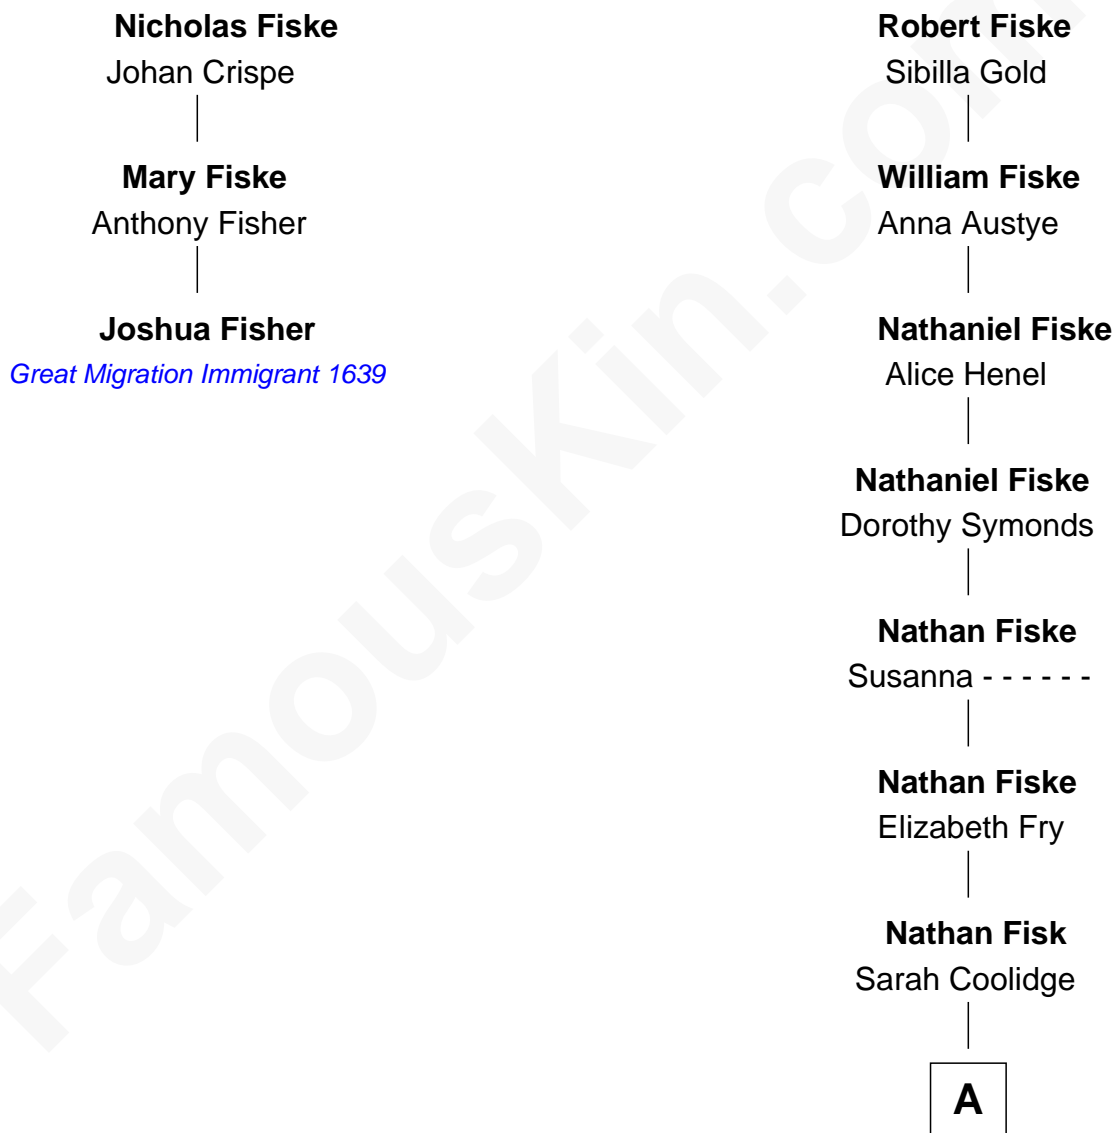 Nicholas Fiske
Johan Crispe
Mary Fiske
Anthony Fisher
Joshua Fisher
Great Migration Immigrant 1639
Robert Fiske
Sibilla Gold
William Fiske
Anna Austye
Nathaniel Fiske
Alice Henel
Nathaniel Fiske
Dorothy Symonds
Nathan Fiske
Susanna - - - - - -
Nathan Fiske
Elizabeth Fry
Nathan Fisk
Sarah Coolidge
A
FamousKin.com